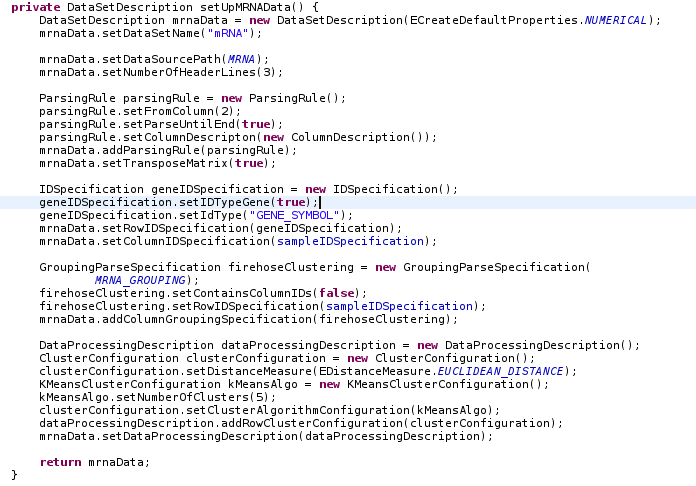 private DataSetDescription setUpMRNAData() {
DataSetDescription mrnaData = new DataSetDescription(ECreateDefaultProperties.NUMERICAL);
mrnaData.setDataSetName("mRNA");
mrnaData.setDataSourcePath(MRNA);
mrnaData.setNumberOfHeaderLines(3);
ParsingRule parsingRule = new ParsingRule();
parsingRule.setFromColumn(2);
parsingRule.setParseUntilEnd(true);
parsingRule.setColumnDescripton(new ColumnDescription());
mrnaData.addParsingRule(parsingRule);
mrnaData.setTransposeMatrix(true);
IDSpecification geneIDSpecification = new IDSpecification();
geneIDSpecification.setIDTypeGene(true);
geneIDSpecification.setIdType("GENE_SYMBOL");
mrnaData.setRowIDSpecification(geneIDSpecification);
mrnaData.setColumnIDSpecification(sampleIDSpecification);
GroupingParseSpecification firehoseClustering = new GroupingParseSpecification(
MRNA_GROUPING);
firehoseClustering.setContainsColumnIDs(false);
firehoseClustering.setRowIDSpecification(sampleIDSpecification);
mrnaData.addColumnGroupingSpecification(firehoseClustering);
DataProcessingDescription dataProcessingDescription = new DataProcessingDescription();
ClusterConfiguration clusterConfiguration = new ClusterConfiguration();
clusterConfiguration.setDistanceMeasure(EDistanceMeasure.EUCLIDEAN_DISTANCE);
KMeansClusterConfiguration kMeansAlgo = new KMeansClusterConfiguration();
kMeansAlgo.setNumberOfClusters(5);
clusterConfiguration.setClusterAlgorithmConfiguration(kMeansAlgo);
dataProcessingDescription.addRowClusterConfiguration(clusterConfiguration);
mrnaData.setDataProcessingDescription(dataProcessingDescription);
return mrnaData;
}